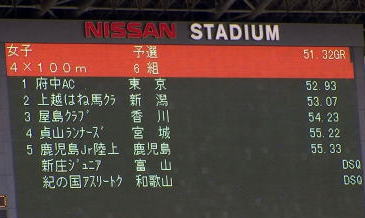 NISSAN STADIUM
女子 予選 51.32GR
4×100m 6組
1 府中AC 東京 52.93
2 上越はね馬クラ 新潟 53.07
3 屋島クラブ 香川 54.23
4 貞山ランナーズ 宮城 55.22
5 鹿児島Jr陸上 鹿児島 55.33
新庄ジュニア 富山 DSQ
紀の国アスリートク 和歌山 DSQ